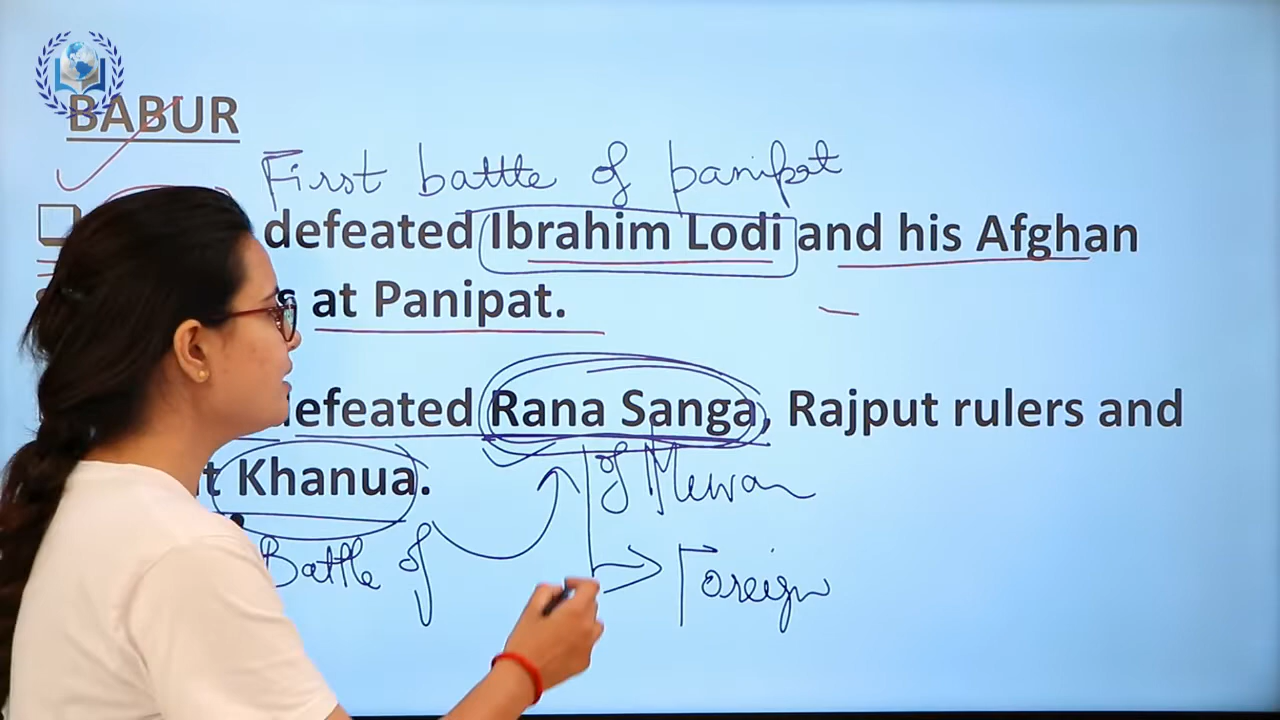 BABUR
First battle of panipat
defeated Ibrahim Lodi and his Afghan
at Panipat.
defeated Rana Sanga, Rajput rulers and
Khanua.
of Mewar
Battle of
Foreign